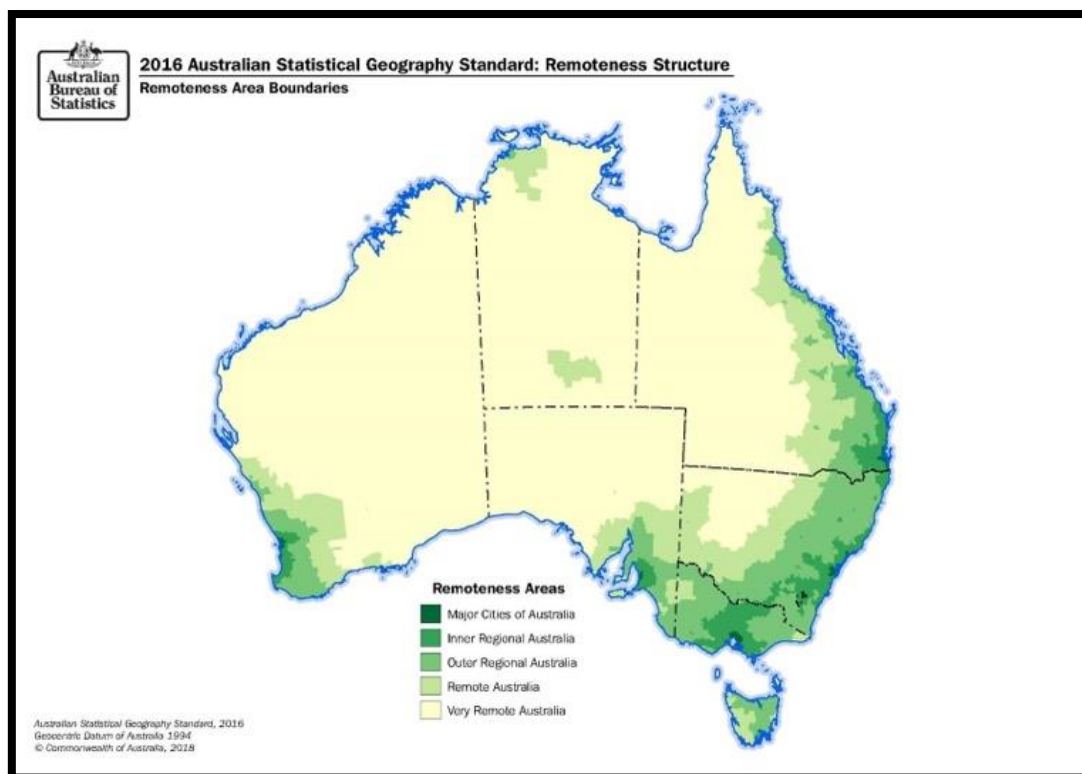 Australian
Bureau of
Statistics
2016 Australian Statistical Geography Standard: Remoteness Structure
Remoteness Area Boundaries
Remoteness Areas
Major Cities of Australia
Inner Regional Australia
Outer Regional Australia
Remote Australia
Very Remote Australia
Australian Statistical Geography Standard, 2016
Geocentric Datum of Australia 1994
© Commonwealth of Australia, 2018